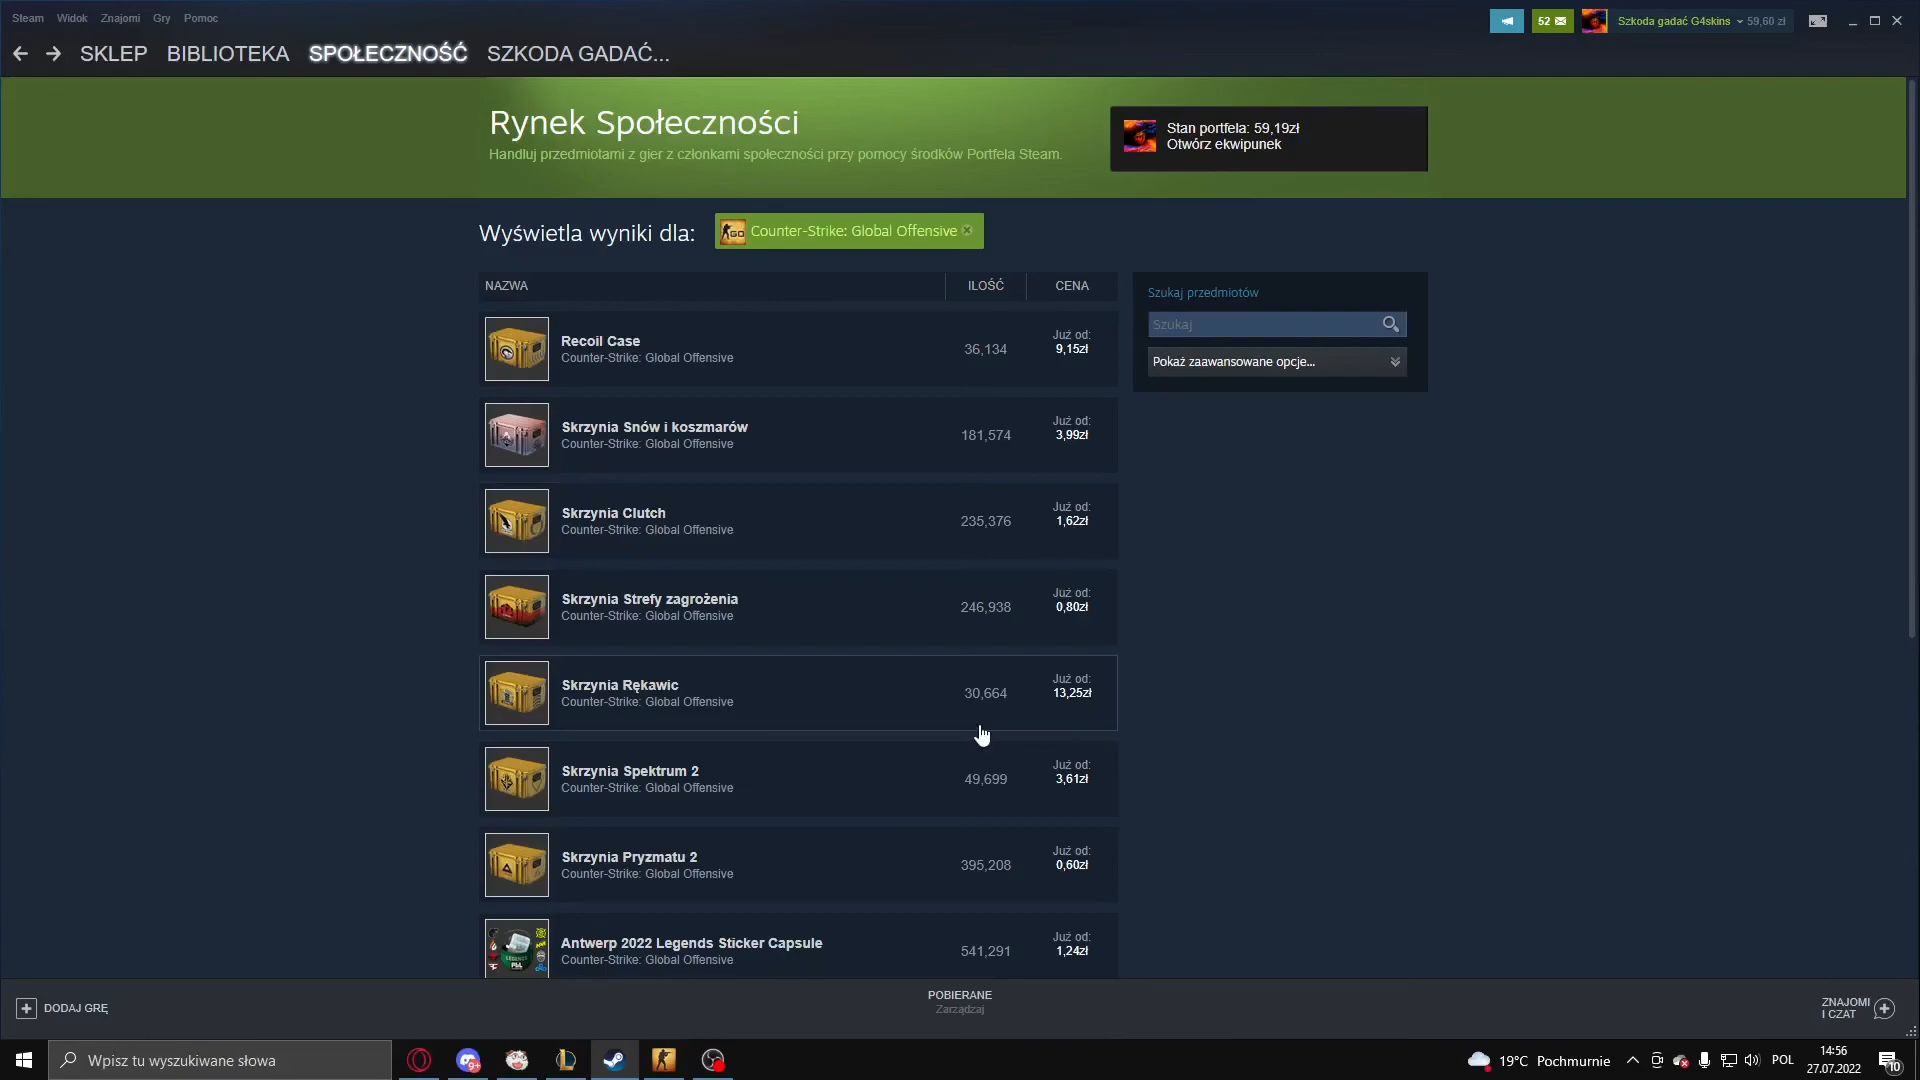 Steam Widok Znajomi Gry Pomoc
52
Szkoda gadać G4skins 59,60 zł
SKLEP BIBLIOTEKA SPOŁECZNOŚĆ SZKODA GADAĆ...
Rynek Społeczności
Handluj przedmiotami z gier z członkami społeczności przy pomocy środków Portfela Steam.
Stan portfela: 59,19zł
Otwórz ekwipunek
Wyświetla wyniki dla:
GO
Counter-Strike: Global Offensive
NAZWA ILOŚĆ CENA
Recoil Case
Counter-Strike: Global Offensive
36,134
Już od:
9,15zł
Skrzynia Snów i koszmarów
Counter-Strike: Global Offensive
181,574
Już od:
3,99zł
Skrzynia Clutch
Counter-Strike: Global Offensive
235,376
Już od:
1,62zł
Skrzynia Strefy zagrożenia
Counter-Strike: Global Offensive
246,938
Już od:
0,80zł
Skrzynia Rękawic
Counter-Strike: Global Offensive
30,664
Już od:
13,25zł
Skrzynia Spektrum 2
Counter-Strike: Global Offensive
49,699
Już od:
3,61zł
Skrzynia Pryzmatu 2
Counter-Strike: Global Offensive
395,208
Już od:
0,60zł
LEGENDS
Antwerp 2022 Legends Sticker Capsule
Counter-Strike: Global Offensive
541,291
Już od:
1,24zł
Szukaj przedmiotów
Szukaj
Pokaż zaawansowane opcje...
DODAJ GRĘ
POBIERANE
Zarządzaj
ZNAJOMI
I CZAT
Wpisz tu wyszukiwane słowa
9+
19°C Pochmurnie
POL
14:56
27.07.2022
10